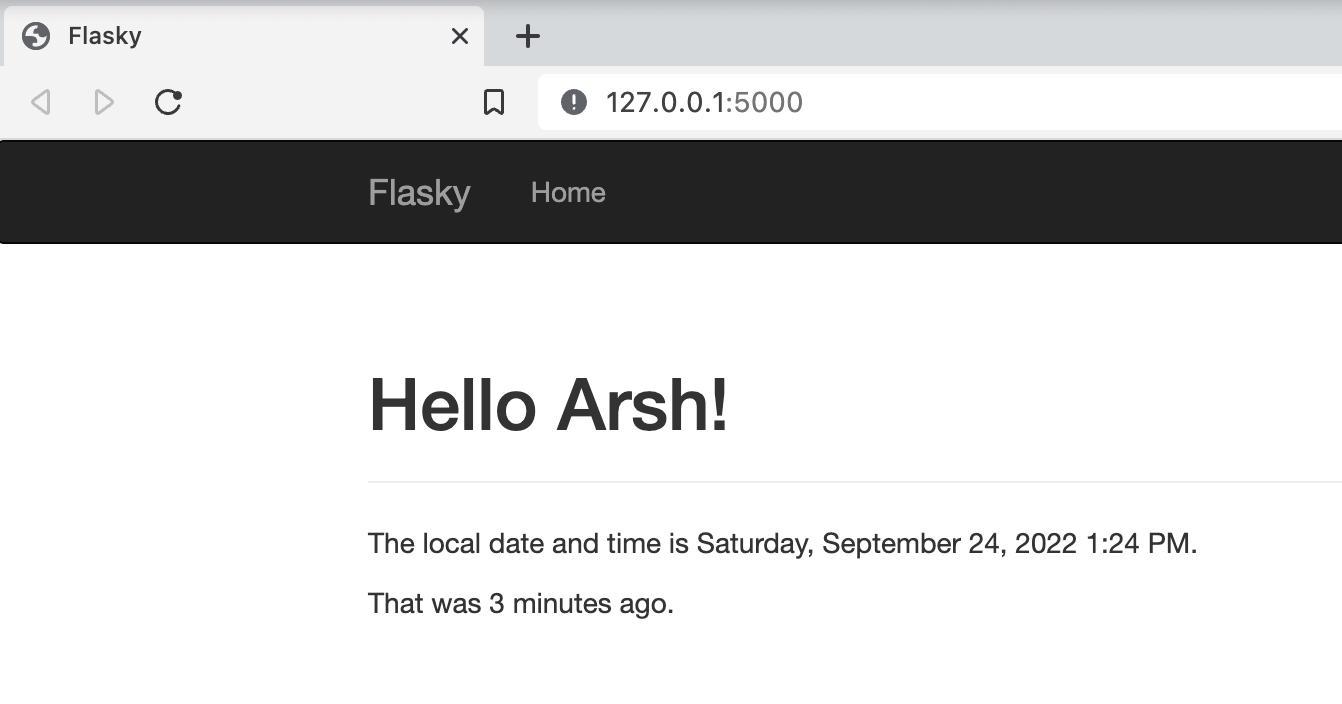 Flasky
127.0.0.1:5000
Flasky Home
Hello Arsh!
The local date and time is Saturday, September 24, 2022 1:24 PM.
That was 3 minutes ago.